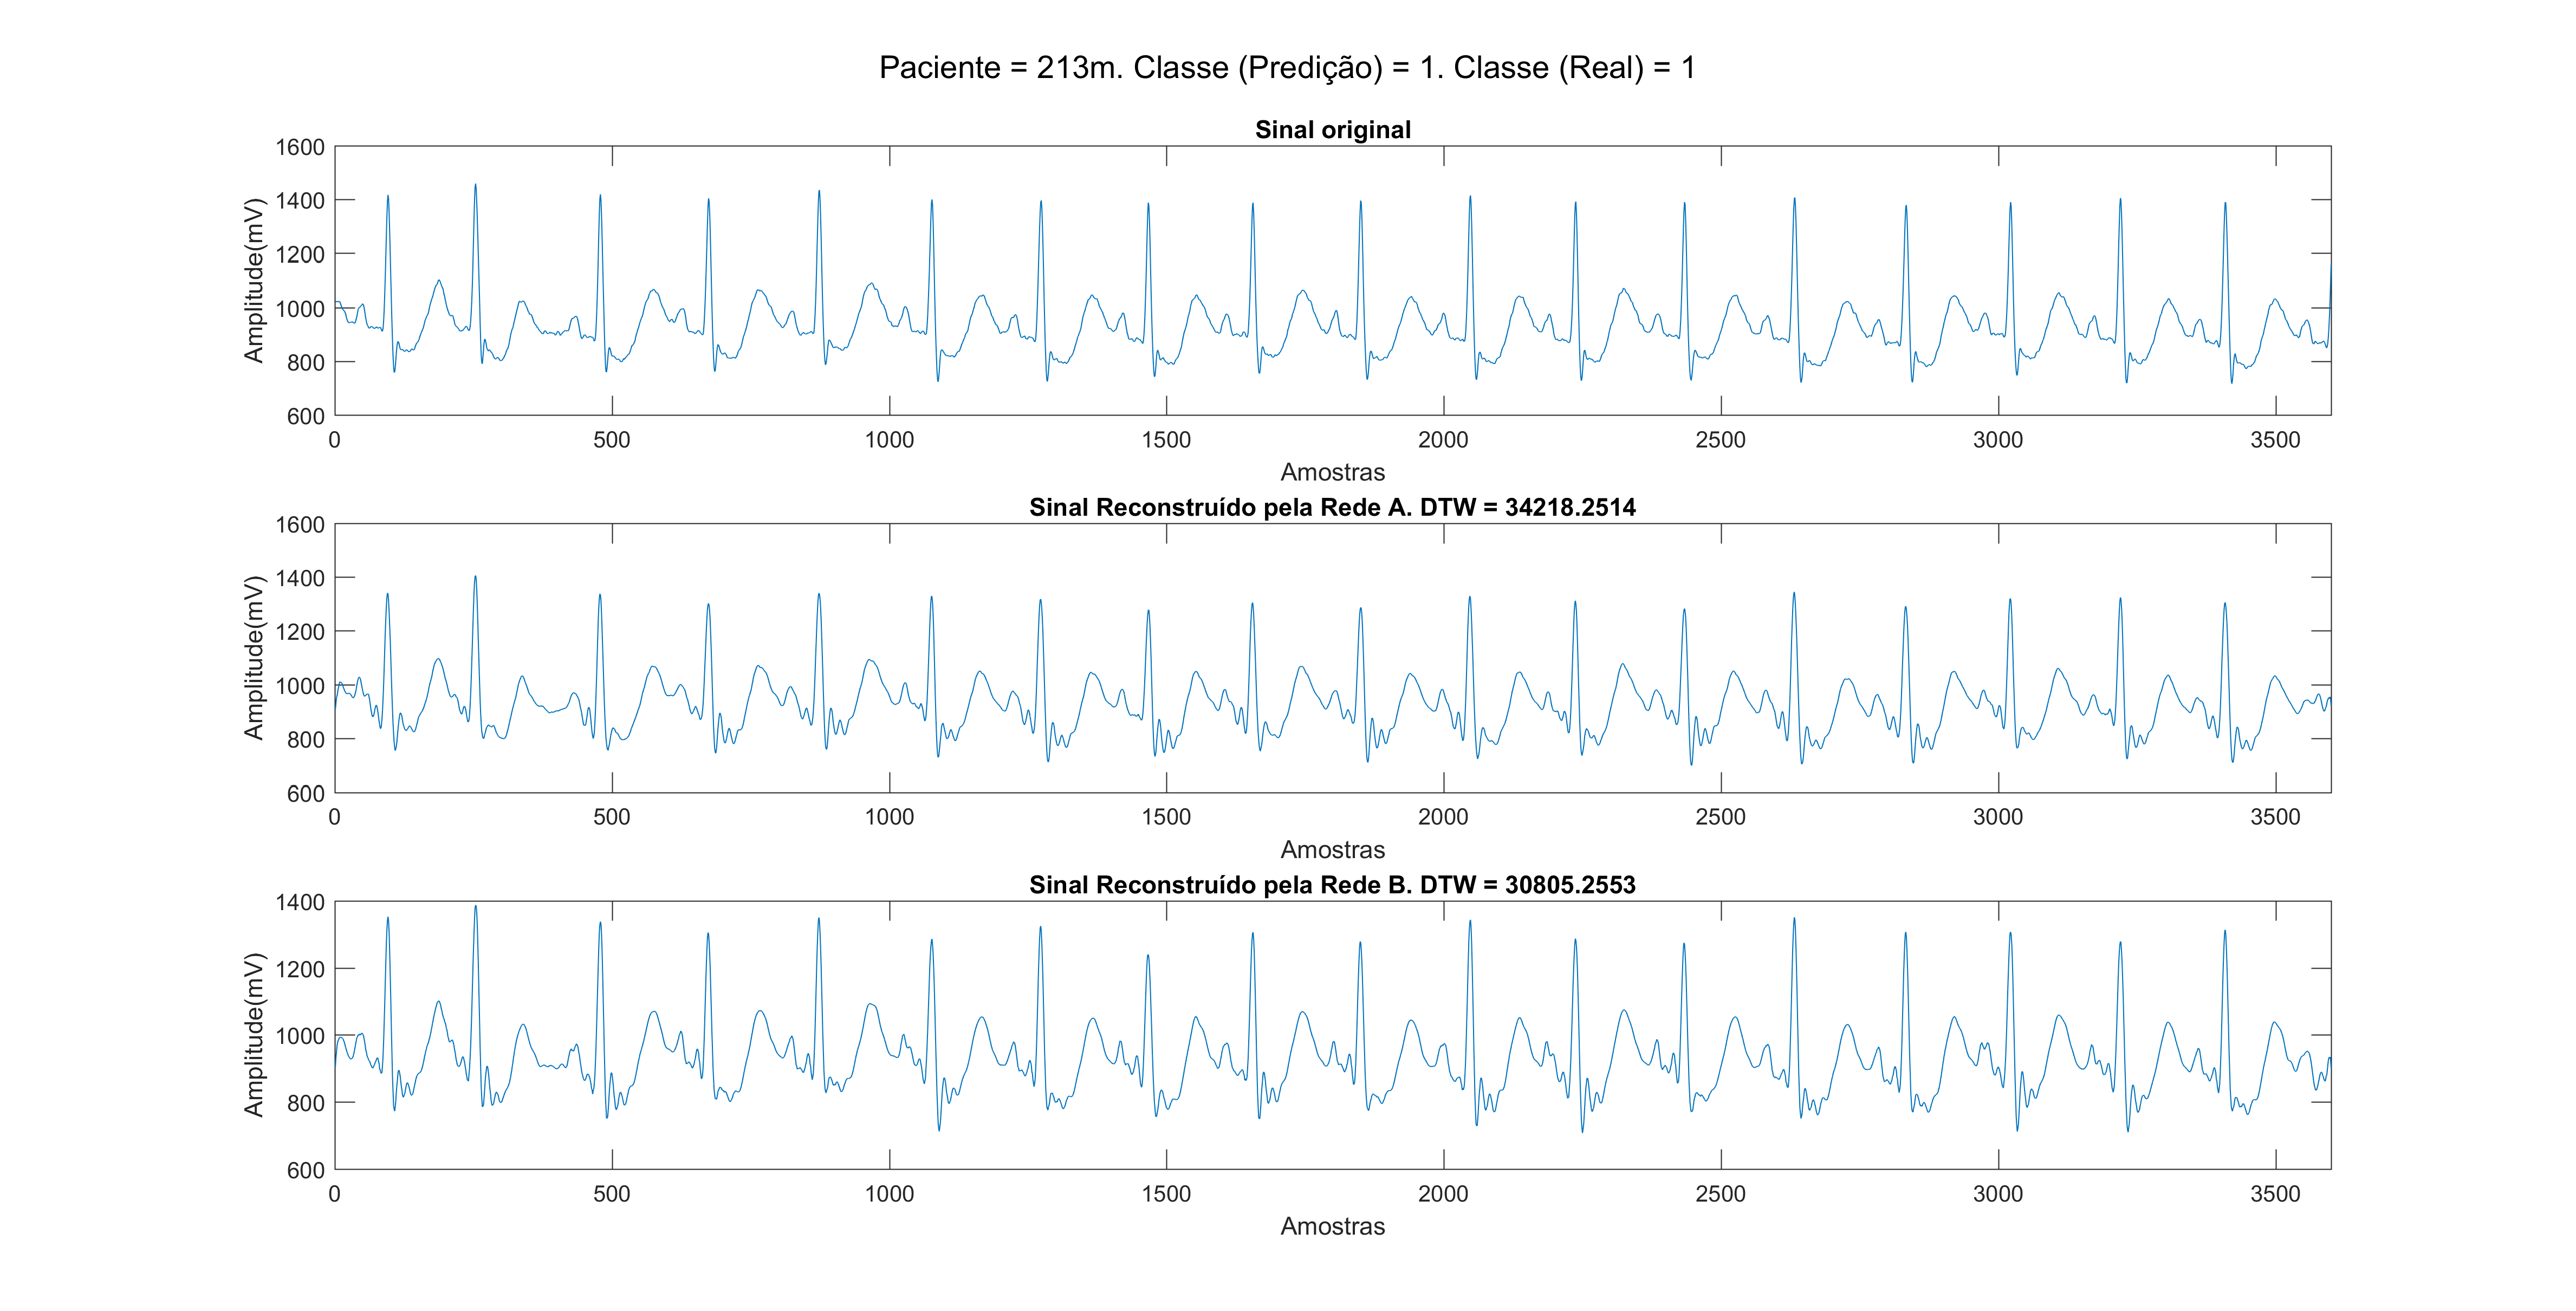 Paciente = 213m. Classe (Predição) = 1. Classe (Real) = 1
Sinal original
Amplitude(mV)
1600
1400
1200
1000
800
600
0 500 1000 1500 2000 2500 3000 3500
Amostras
Sinal Reconstruído pela Rede A. DTW = 34218.2514
Amplitude(mV)
1600
1400
1200
1000
800
600
0 500 1000 1500 2000 2500 3000 3500
Amostras
Sinal Reconstruído pela Rede B. DTW = 30805.2553
Amplitude(mV)
1400
1200
1000
800
600
0 500 1000 1500 2000 2500 3000 3500
Amostras